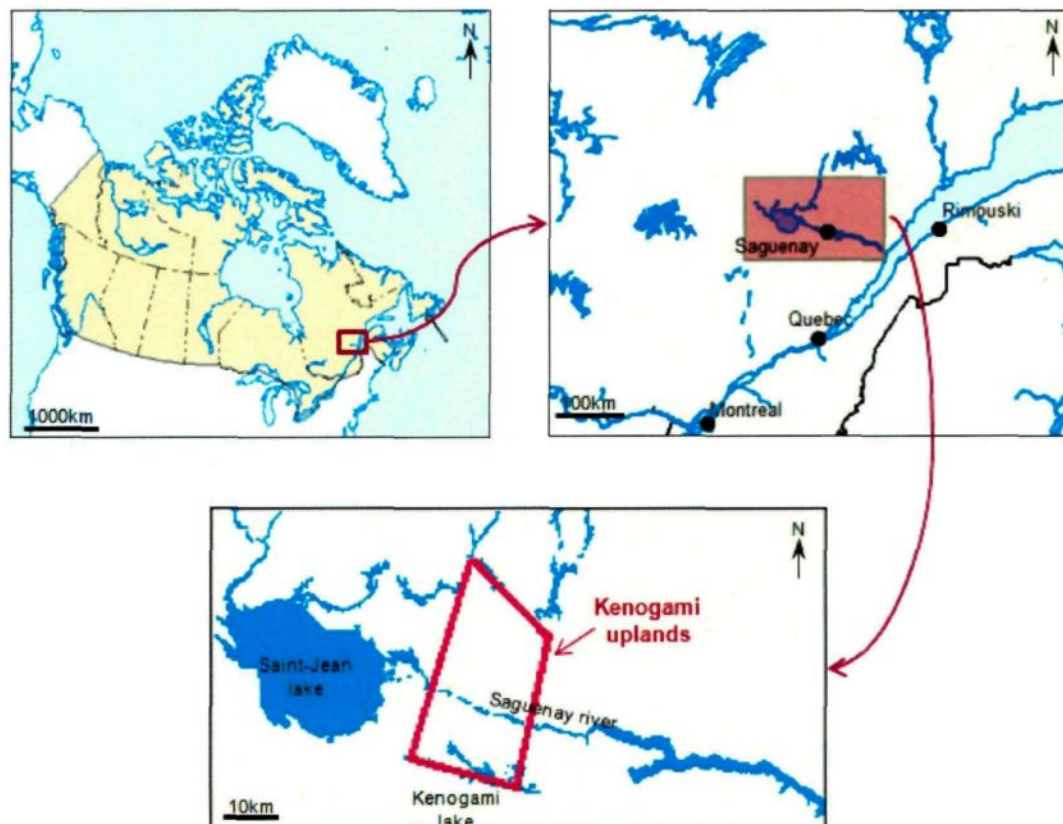 N
1000km
N
Rimouski
Saguenay
Quebec
100km
Montreal
N
Kenogami
uplands
Saint-Jean
lake
Saguenay river
Kenogami
lake
10km